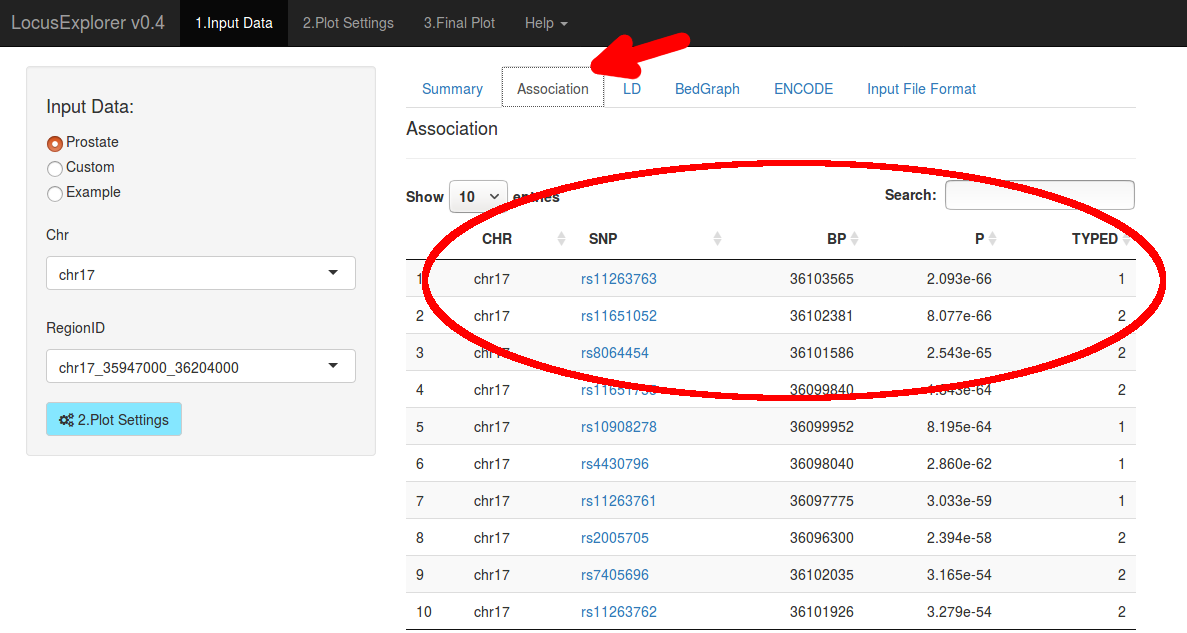 LocusExplorer v0.4 1.Input Data 2.Plot Settings 3.Final Plot Help
Input Data:
Prostate
Custom
Example
Chr
chr17
RegionID
chr17_35947000_36204000
2.Plot Settings
Summary Association LD BedGraph ENCODE Input File Format
Association
Show 10 entries Search:
CHR SNP BP P TYPED
1 chr17 rs11263763 36103565 2.093e-66 1
2 chr17 rs11651052 36102381 8.077e-66 2
3 chr17 rs8064454 36101586 2.543e-65 2
4 chr17 36099840 2
5 chr17 rs10908278 36099952 8.195e-64 1
6 chr17 rs4430796 36098040 2.860e-62 1
7 chr17 rs11263761 36097775 3.033e-59 1
8 chr17 rs2005705 36096300 2.394e-58 2
9 chr17 rs7405696 36102035 3.165e-54 2
10 chr17 rs11263762 36101926 3.279e-54 2